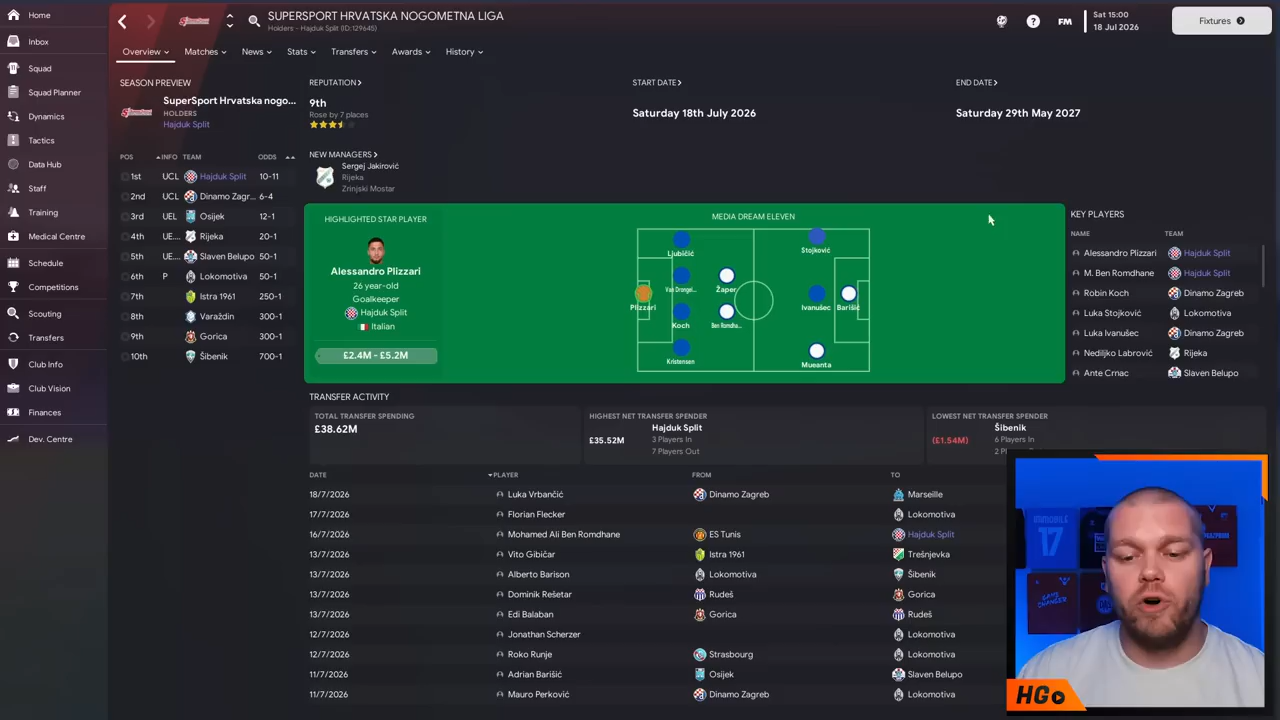 Home
SUPERSPORT HRVATSKA NOGOMETNA LIGA
Holders - Hajduk Split (ID:129645)
FM
Sat 15:00
18 Jul 2026
Fixtures
Inbox
Squad
Squad Planner
Dynamics
Tactics
Data Hub
Staff
Training
Medical Centre
Schedule
Competitions
Scouting
Transfers
Club Info
Club Vision
Finances
Dev. Centre
Overview
Matches
News
Stats
Transfers
Awards
History
SEASON PREVIEW
SuperSport Hrvatska nogo...
HOLDERS
Hajduk Split
POS INFO TEAM ODDS
1st UCL Hajduk Split 10-11
2nd UCL Dinamo Zagr... 6-4
3rd UEL Osijek 12-1
4th UE... Rijeka 20-1
5th UE... Slaven Belupo 50-1
6th P Lokomotiva 50-1
7th Istra 1961 250-1
8th Varaždin 300-1
9th Gorica 300-1
10th Šibenik 700-1
REPUTATION
9th
Rose by 7 places
START DATE
Saturday 18th July 2026
END DATE
Saturday 29th May 2027
NEW MANAGERS
Sergej Jakirović
Rijeka
Zrinjski Mostar
HIGHLIGHTED STAR PLAYER
Alessandro Plizzari
26 year-old
Goalkeeper
Hajduk Split
Italian
£2.4M - £5.2M
MEDIA DREAM ELEVEN
Ljubičić
Stojković
Van Drongel...
Žaper
Plizzari
Ivanušec
Barišić
Koch
Ben Romdha...
Kristensen
Mueanta
KEY PLAYERS
NAME TEAM
Alessandro Plizzari Hajduk Split
M. Ben Romdhane Hajduk Split
Robin Koch Dinamo Zagreb
Luka Stojković Lokomotiva
Luka Ivanušec Dinamo Zagreb
Nediljko Labrović Rijeka
Ante Crnac Slaven Belupo
TRANSFER ACTIVITY
TOTAL TRANSFER SPENDING
£38.62M
HIGHEST NET TRANSFER SPENDER
£35.52M
Hajduk Split
3 Players In
7 Players Out
LOWEST NET TRANSFER SPENDER
(£1.54M)
Šibenik
6 Players In
DATE PLAYER FROM TO
18/7/2026 Luka Vrbančić Dinamo Zagreb Marseille
17/7/2026 Florian Flecker Lokomotiva
16/7/2026 Mohamed Ali Ben Romdhane ES Tunis Hajduk Split
13/7/2026 Vito Gibičar Istra 1961 Trešnjevka
13/7/2026 Alberto Barison Lokomotiva Šibenik
13/7/2026 Dominik Rešetar Rudeš Gorica
13/7/2026 Edi Balaban Gorica Rudeš
12/7/2026 Jonathan Scherzer Lokomotiva
12/7/2026 Roko Runje Strasbourg Lokomotiva
11/7/2026 Adrian Barišić Osijek Slaven Belupo
11/7/2026 Mauro Perković Dinamo Zagreb Lokomotiva
IMMOBILE
17
GAME CHANGER
HGo